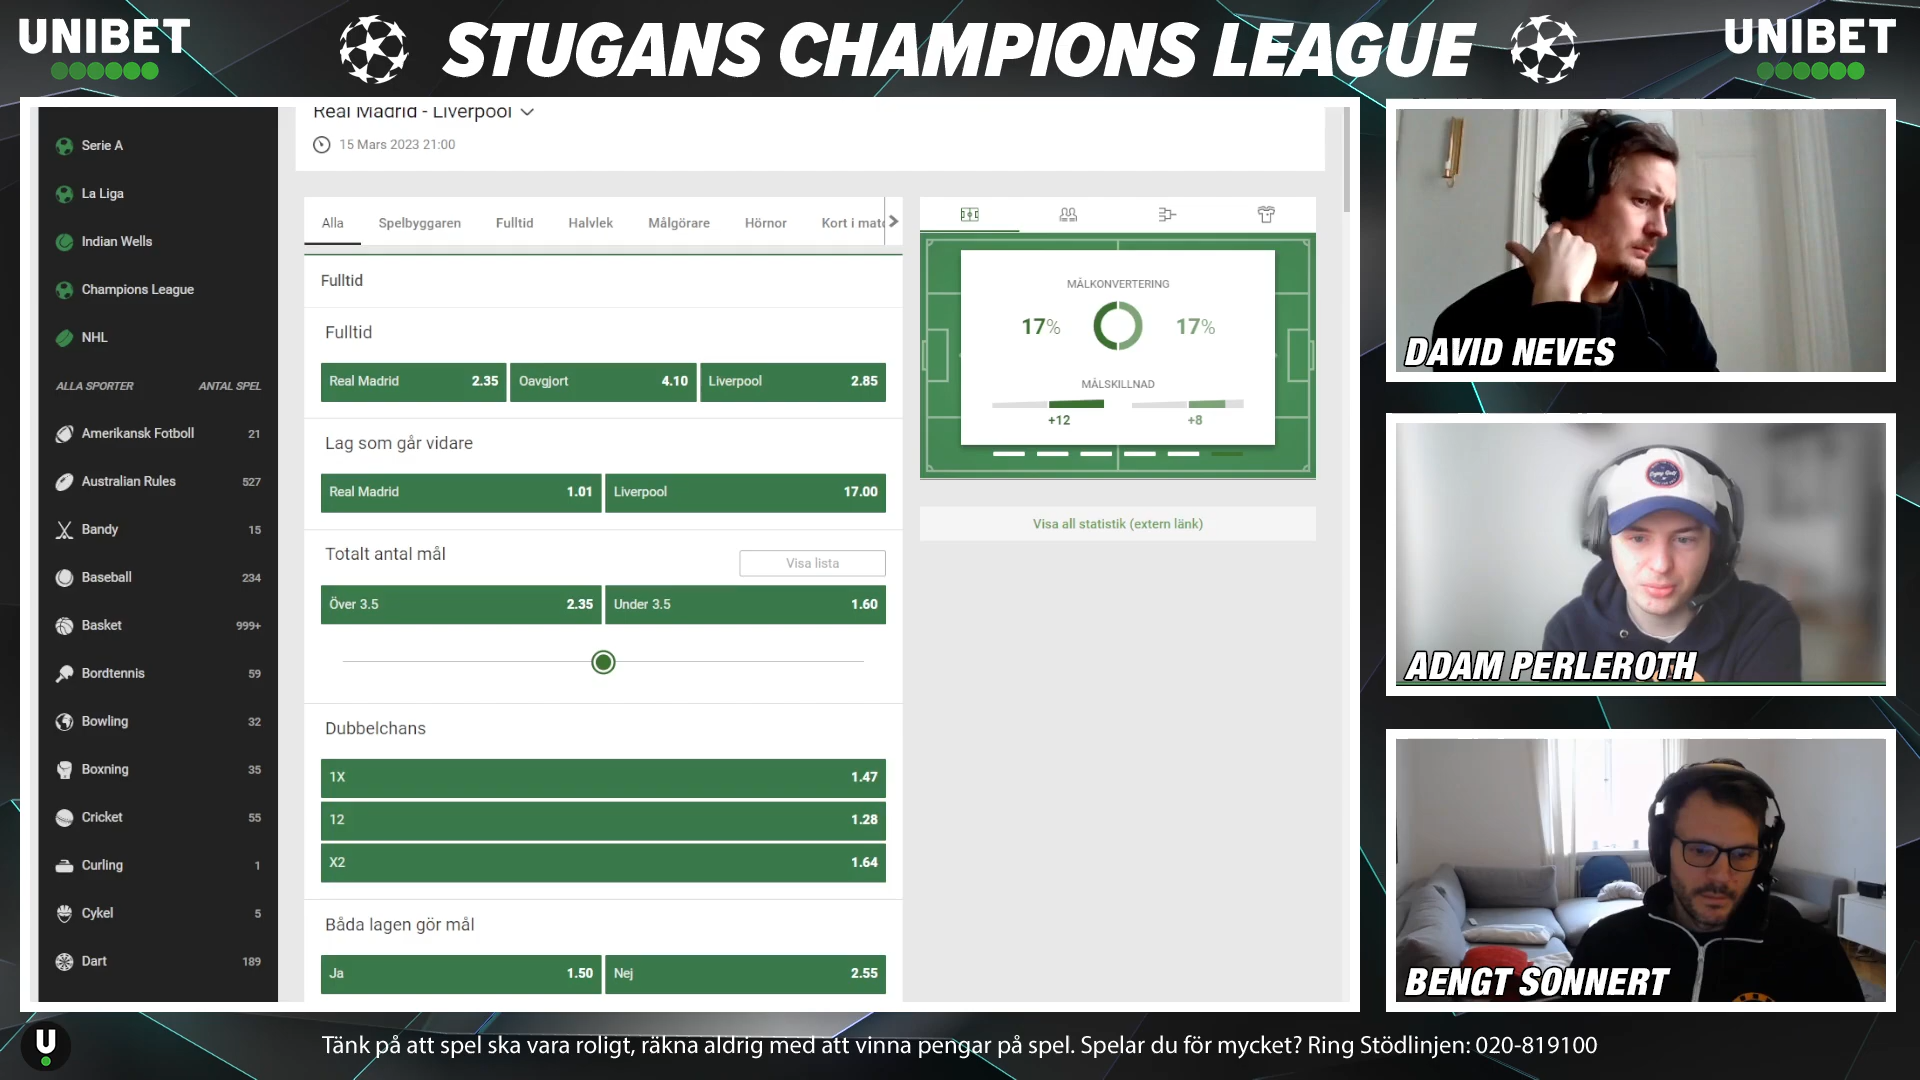 UNIBET
STUGANS CHAMPIONS LEAGUE
UNIBET
Serie A
La Liga
Indian Wells
Champions League
NHL
ALLA SPORTER ANTAL SPEL
Amerikansk Fotboll 21
Australian Rules 527
Bandy 15
Baseball 234
Basket 999+
Bordtennis 59
Bowling 32
Boxning 35
Cricket 55
Curling 1
Cykel 5
Dart 189
Real Madrid - Liverpool
15 Mars 2023 21:00
Alla Spelbyggaren Fulltid Halvlek Målgörare Hörnor Kort i matc
Fulltid
Fulltid
Real Madrid 2.35 Oavgjort 4.10 Liverpool 2.85
Lag som går vidare
Real Madrid 1.01 Liverpool 17.00
Totalt antal mål
Visa lista
Över 3.5 2.35 Under 3.5 1.60
Dubbelchans
1X 1.47
12 1.28
X2 1.64
Båda lagen gör mål
Ja 1.50 Nej 2.55
MÅLKONVERTERING
17% 17%
MÅLSKILLNAD
+12 +8
Visa all statistik (extern länk)
DAVID NEVES
ADAM PERLEROTH
BENGT SONNERT
U
Tänk på att spel ska vara roligt, räkna aldrig med att vinna pengar på spel. Spelar du för mycket? Ring Stödlinjen: 020-819100